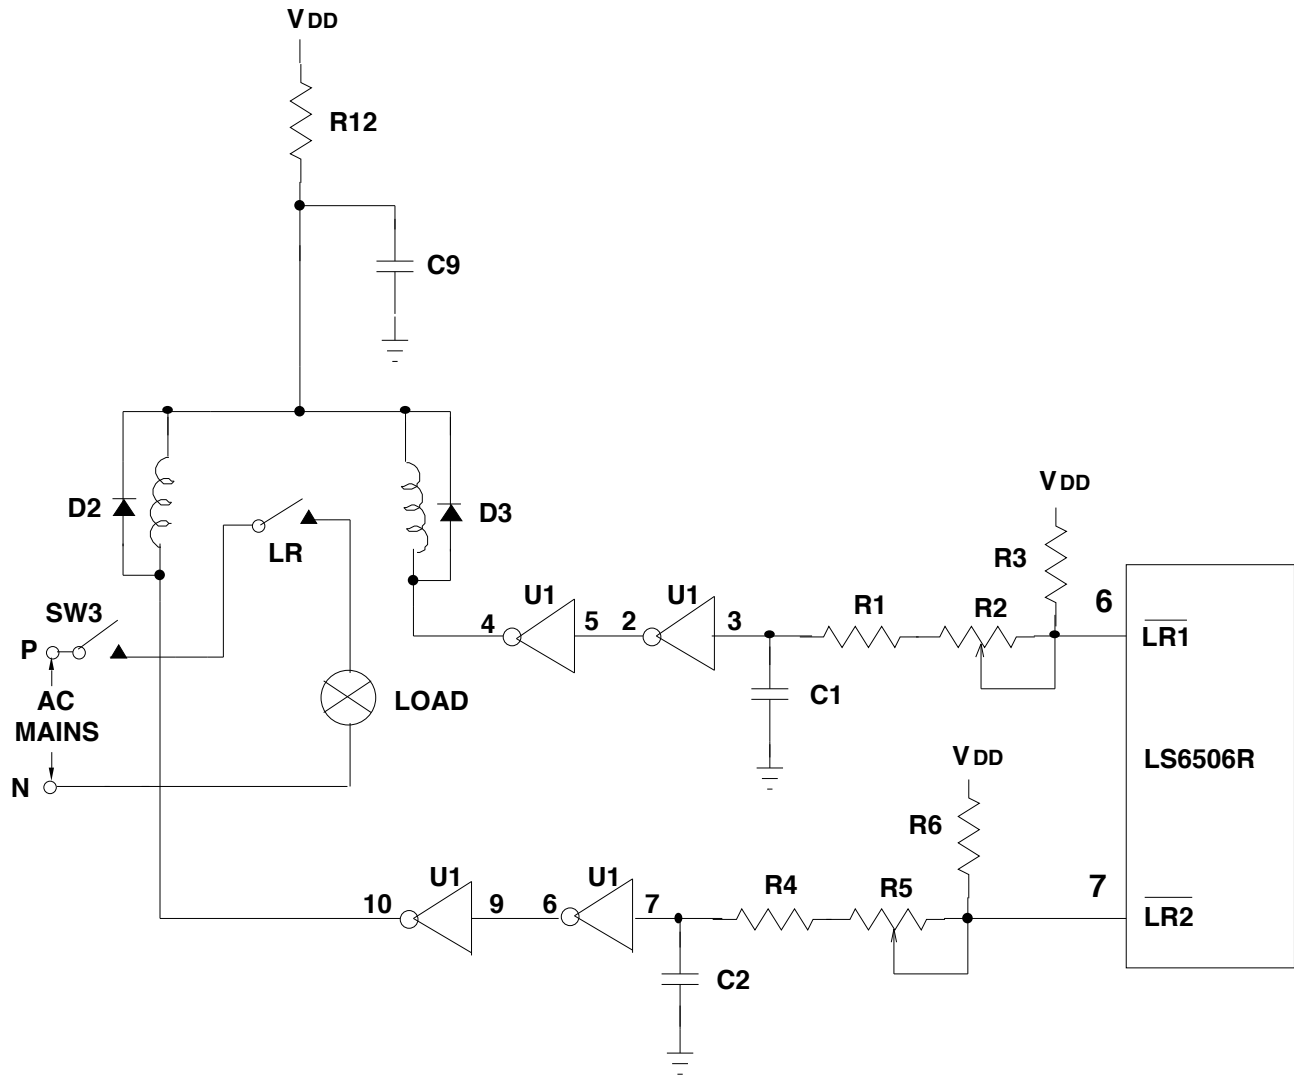 VDD
R12
C9
D2
LR
D3
VDD
R3
SW3
U1
U1
R1
R2
6
4
5
2
3
LR1
P
AC
MAINS
LOAD
C1
N
VDD
LS6506R
R6
U1
U1
R4
R5
7
10
9
6
7
LR2
C2